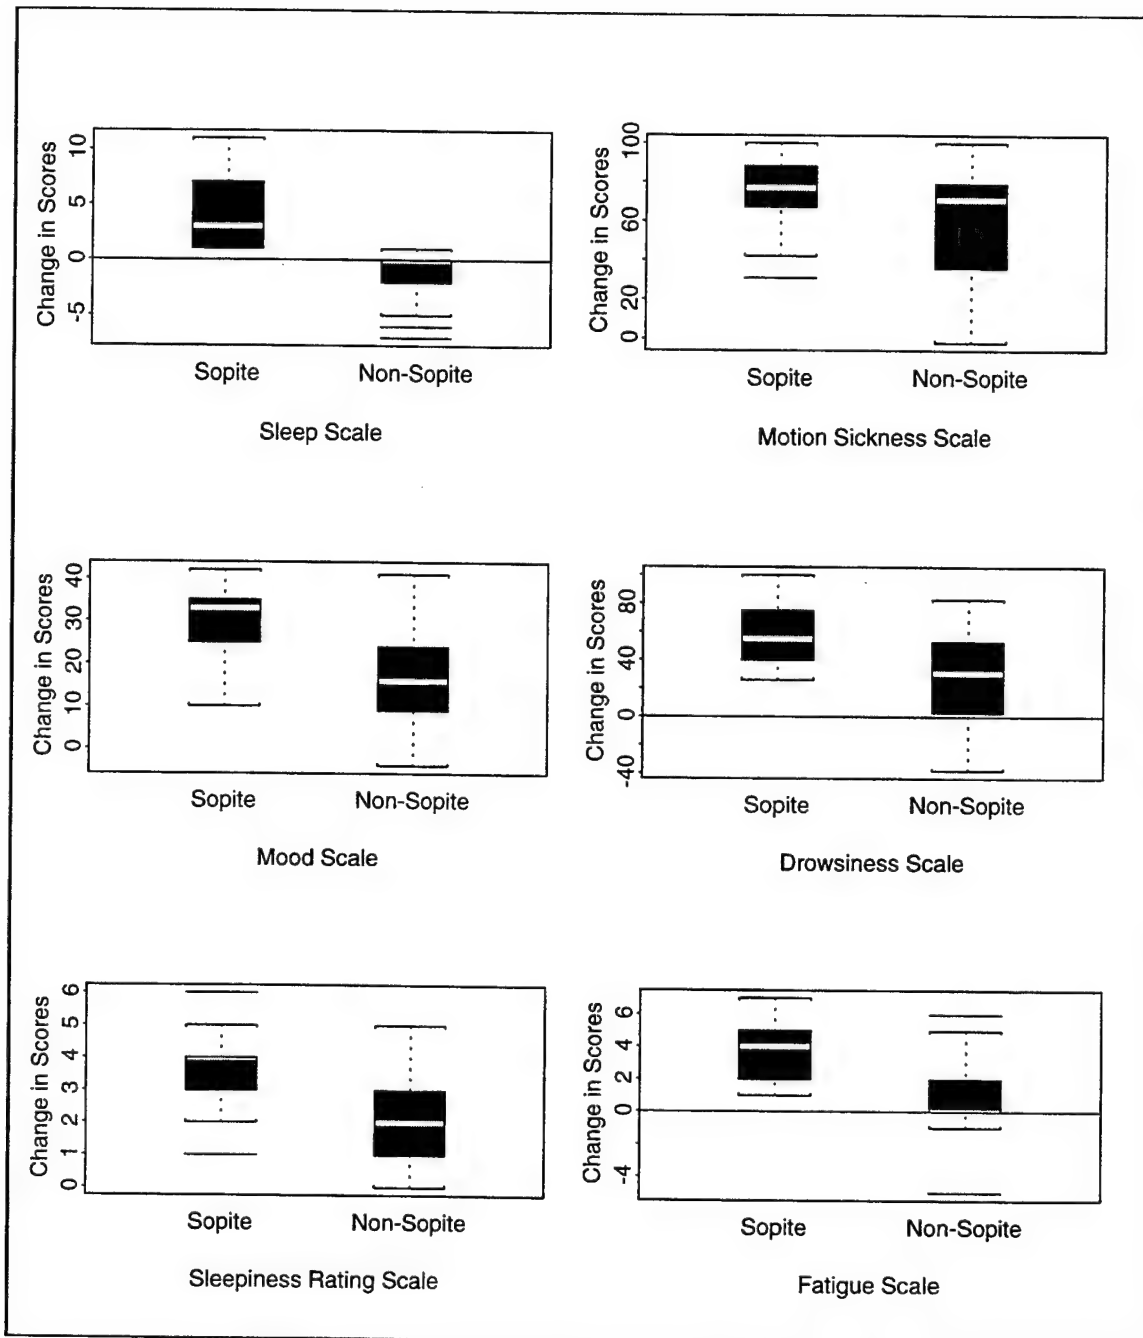 Change in Scores
10
5
0
-5
Sopite Non-Sopite
Sleep Scale
Change in Scores
100
60
20
0
Sopite Non-Sopite
Motion Sickness Scale
Change in Scores
40
30
20
10
0
Sopite Non-Sopite
Mood Scale
Change in Scores
80
40
0
-40
Sopite Non-Sopite
Drowsiness Scale
Change in Scores
6
5
4
3
2
1
0
Sopite Non-Sopite
Sleepiness Rating Scale
Change in Scores
6
4
2
0
-4
Sopite Non-Sopite
Fatigue Scale